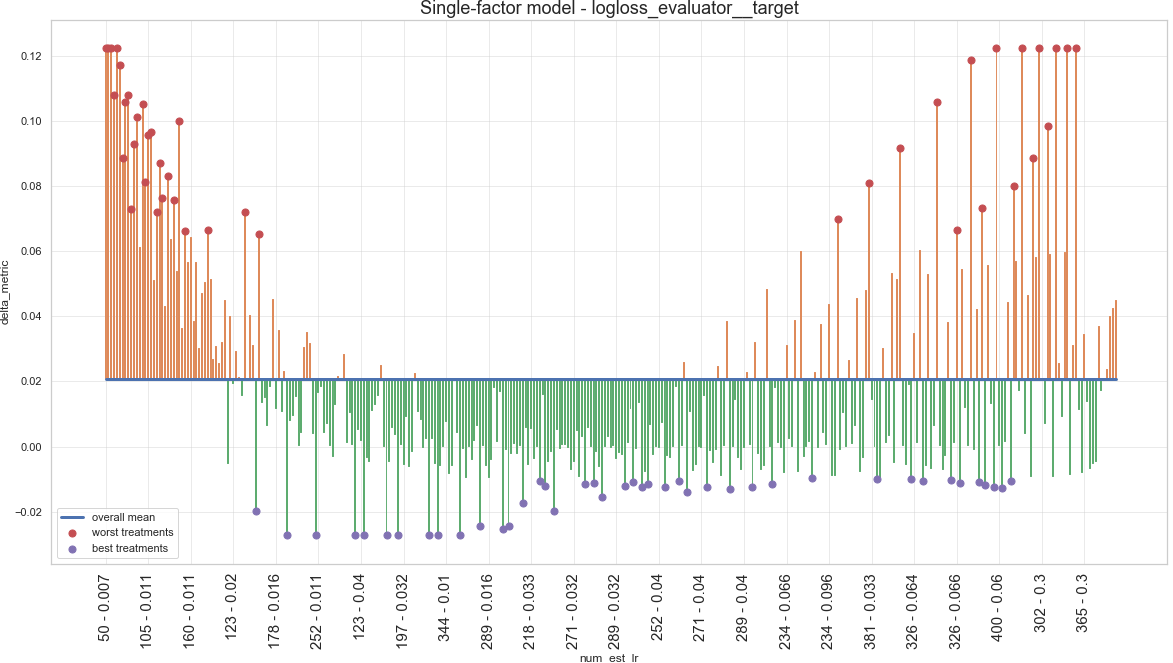 Single-factor model - logloss_evaluator__target
delta_metric
0.12
0.10
0.08
0.06
0.04
0.02
0.00
−0.02
overall mean
worst treatments
best treatments
50 - 0.007
105 - 0.011
160 - 0.011
123 - 0.02
178 - 0.016
252 - 0.011
123 - 0.04
197 - 0.032
344 - 0.01
289 - 0.016
218 - 0.033
271 - 0.032
289 - 0.032
252 - 0.04
271 - 0.04
289 - 0.04
234 - 0.066
234 - 0.096
381 - 0.033
326 - 0.064
326 - 0.066
400 - 0.06
302 - 0.3
365 - 0.3
num_est_lr